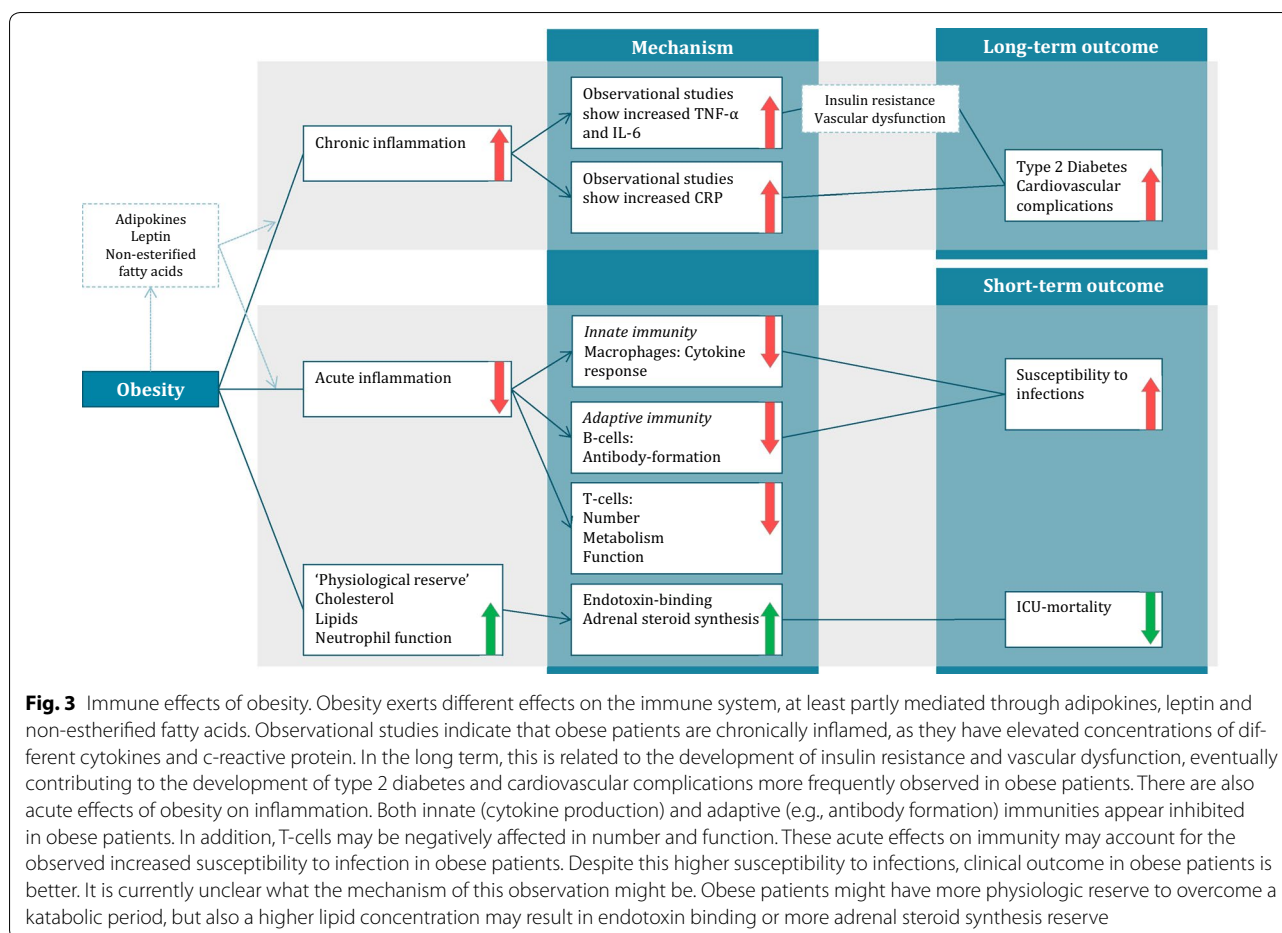 Mechanism
Long-term outcome
Observational studies
show increased TNF-α
and IL-6
Insulin resistance
Vascular dysfunction
Chronic inflammation
Observational studies
show increased CRP
Type 2 Diabetes
Cardiovascular
complications
Adipokines
Leptin
Non-esterified
fatty acids
Short-term outcome
Obesity
Acute inflammation
Innate immunity
Macrophages: Cytokine
response
Susceptibility to
infections
Adaptive immunity
B-cells:
Antibody-formation
T-cells:
Number
Metabolism
Function
‘Physiological reserve’
Cholesterol
Lipids
Neutrophil function
Endotoxin-binding
Adrenal steroid synthesis
ICU-mortality
Fig. 3 Immune effects of obesity. Obesity exerts different effects on the immune system, at least partly mediated through adipokines, leptin and
non-estherified fatty acids. Observational studies indicate that obese patients are chronically inflamed, as they have elevated concentrations of dif-
ferent cytokines and c-reactive protein. In the long term, this is related to the development of insulin resistance and vascular dysfunction, eventually
contributing to the development of type 2 diabetes and cardiovascular complications more frequently observed in obese patients. There are also
acute effects of obesity on inflammation. Both innate (cytokine production) and adaptive (e.g., antibody formation) immunities appear inhibited
in obese patients. In addition, T-cells may be negatively affected in number and function. These acute effects on immunity may account for the
observed increased susceptibility to infection in obese patients. Despite this higher susceptibility to infections, clinical outcome in obese patients is
better. It is currently unclear what the mechanism of this observation might be. Obese patients might have more physiologic reserve to overcome a
katabolic period, but also a higher lipid concentration may result in endotoxin binding or more adrenal steroid synthesis reserve